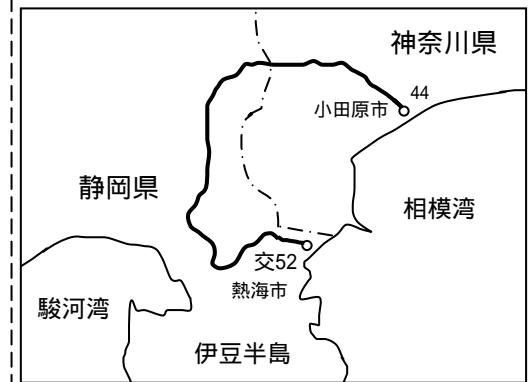 神奈川県
44
小田原市
静岡県
相模湾
交52
熱海市
駿河湾
伊豆半島